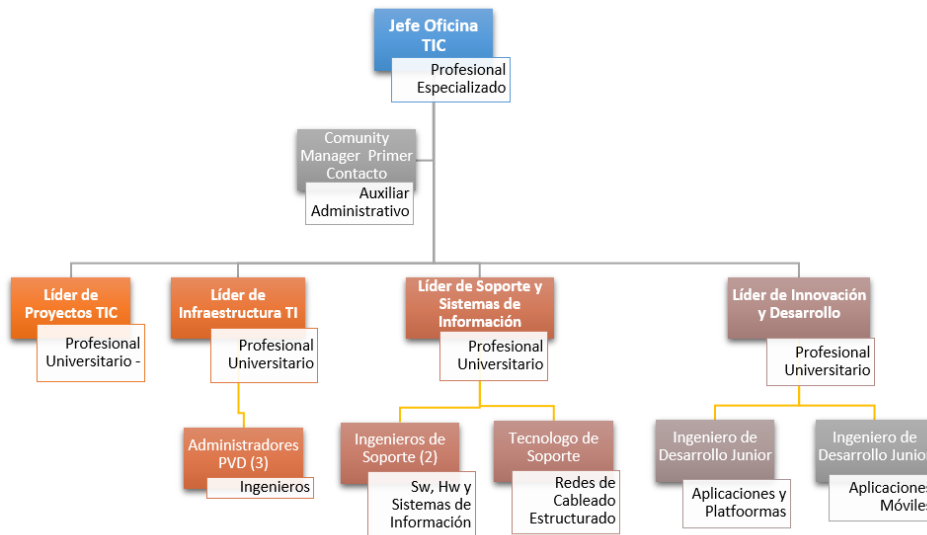 Jefe Oficina
TIC
Profesional
Especializado
Comunity
Manager Primer
Contacto
Auxiliar
Administrativo
Líder de
Proyectos TIC
Profesional
Universitario -
Líder de
Infraestructura TI
Profesional
Universitario
Líder de Soporte y
Sistemas de
Información
Profesional
Universitario
Líder de Innovación
y Desarrollo
Profesional
Universitario
Administradores
PVD (3)
Ingenieros
Ingenieros de
Soporte (2)
Sw, Hw y
Sistemas de
Información
Tecnologo de
Soporte
Redes de
Cableado
Estructurado
Ingeniero de
Desarrollo Junior
Aplicaciones y
Platfoormas
Ingeniero de
Desarrollo Junior
Aplicaciones
Móviles